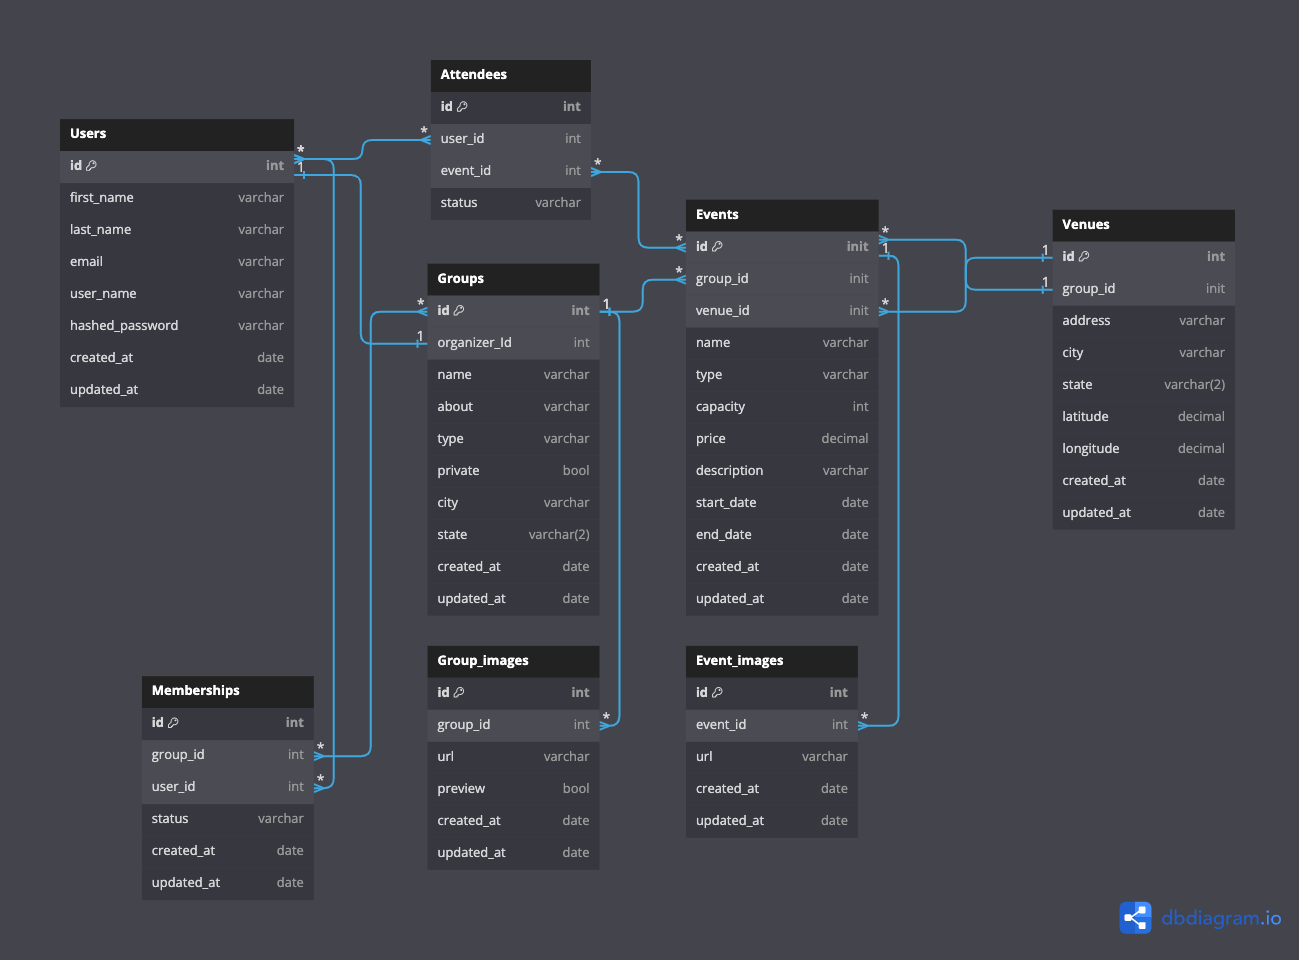 Attendees
id int
user_id int
event_id int
status varchar
Users
id int
first_name varchar
last_name varchar
email varchar
user_name varchar
hashed_password varchar
created_at date
updated_at date
Groups
id int
organizer_Id int
name varchar
about varchar
type varchar
private bool
city varchar
state varchar(2)
created_at date
updated_at date
Events
id init
group_id init
venue_id init
name varchar
type varchar
capacity int
price decimal
description varchar
start_date date
end_date date
created_at date
updated_at date
Venues
id int
group_id init
address varchar
city varchar
state varchar(2)
latitude decimal
longitude decimal
created_at date
updated_at date
Memberships
id int
group_id int
user_id int
status varchar
created_at date
updated_at date
Group_images
id int
group_id int
url varchar
preview bool
created_at date
updated_at date
Event_images
id int
event_id int
url varchar
created_at date
updated_at date
*
1
*
*
*
1
1
*
*
*
1
*
1
1
*
*
*
*
dbdiagram.io